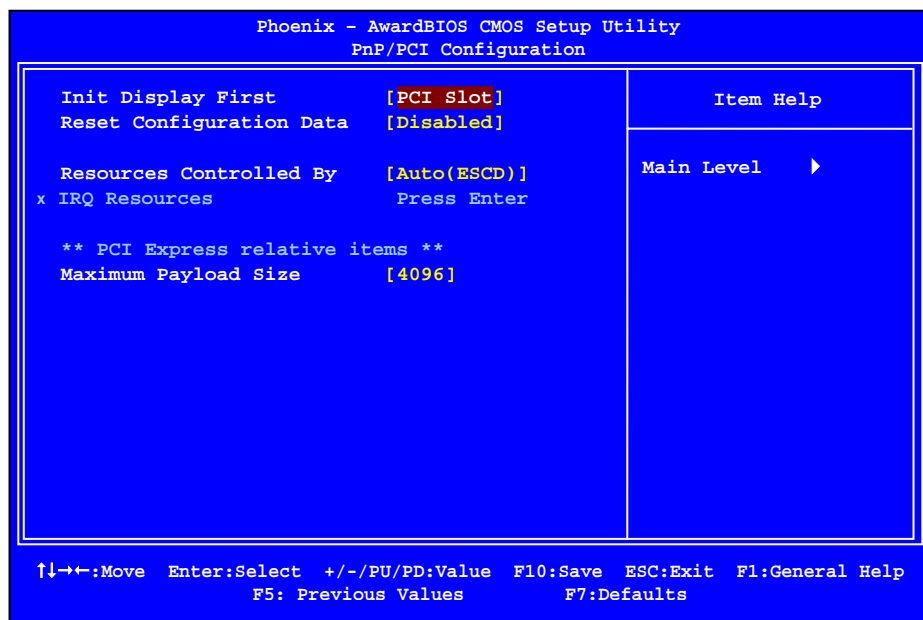 Phoenix – AwardBIOS CMOS Setup Utility
PnP/PCI Configuration
Init Display First [PCI Slot]
Reset Configuration Data [Disabled]
Resources Controlled By [Auto(ESCD)]
x IRQ Resources Press Enter
** PCI Express relative items **
Maximum Payload Size [4096]
Item Help
Main Level
↑↓→←:Move Enter:Select +/-/PU/PD:Value F10:Save ESC:Exit F1:General Help
F5: Previous Values F7:Defaults